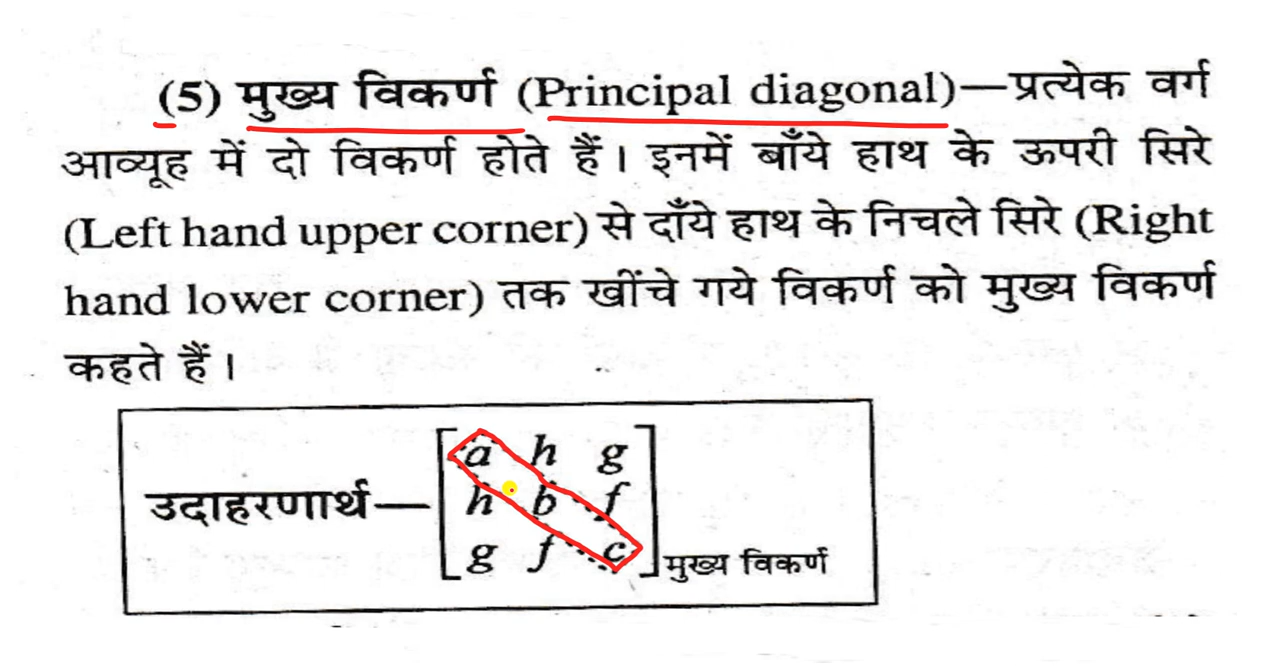 (5) मुख्य विकर्ण (Principal diagonal)—प्रत्येक वर्ग
आव्यूह में दो विकर्ण होते हैं। इनमें बाँये हाथ के ऊपरी सिरे
(Left hand upper corner) से दाँये हाथ के निचले सिरे (Right
hand lower corner) तक खींचे गये विकर्ण को मुख्य विकर्ण
कहते हैं।
a h g
उदाहरणार्थ— h b f
g f c मुख्य विकर्ण